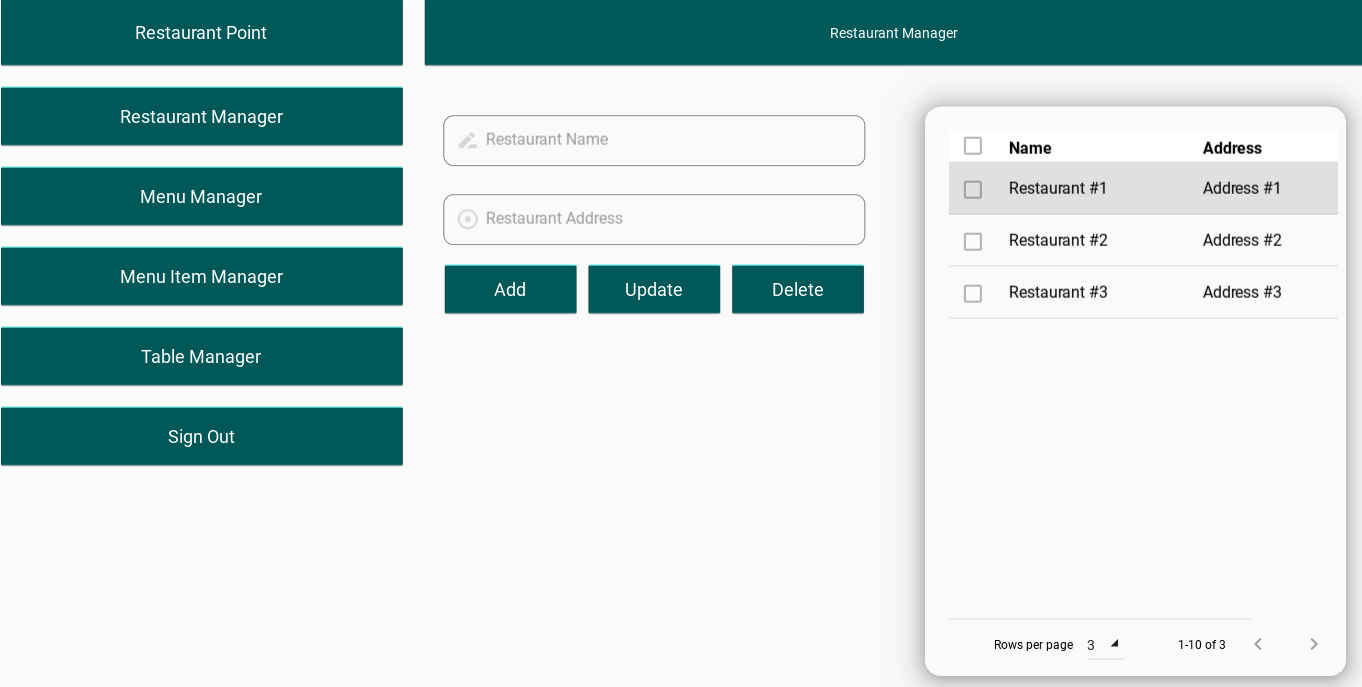 Restaurant Point
Restaurant Manager
Restaurant Manager
Menu Manager
Menu Item Manager
Table Manager
Sign Out
Restaurant Name
Restaurant Address
Add Update Delete
Name Address
Restaurant #1 Address #1
Restaurant #2 Address #2
Restaurant #3 Address #3
Rows per page 3 1-10 of 3